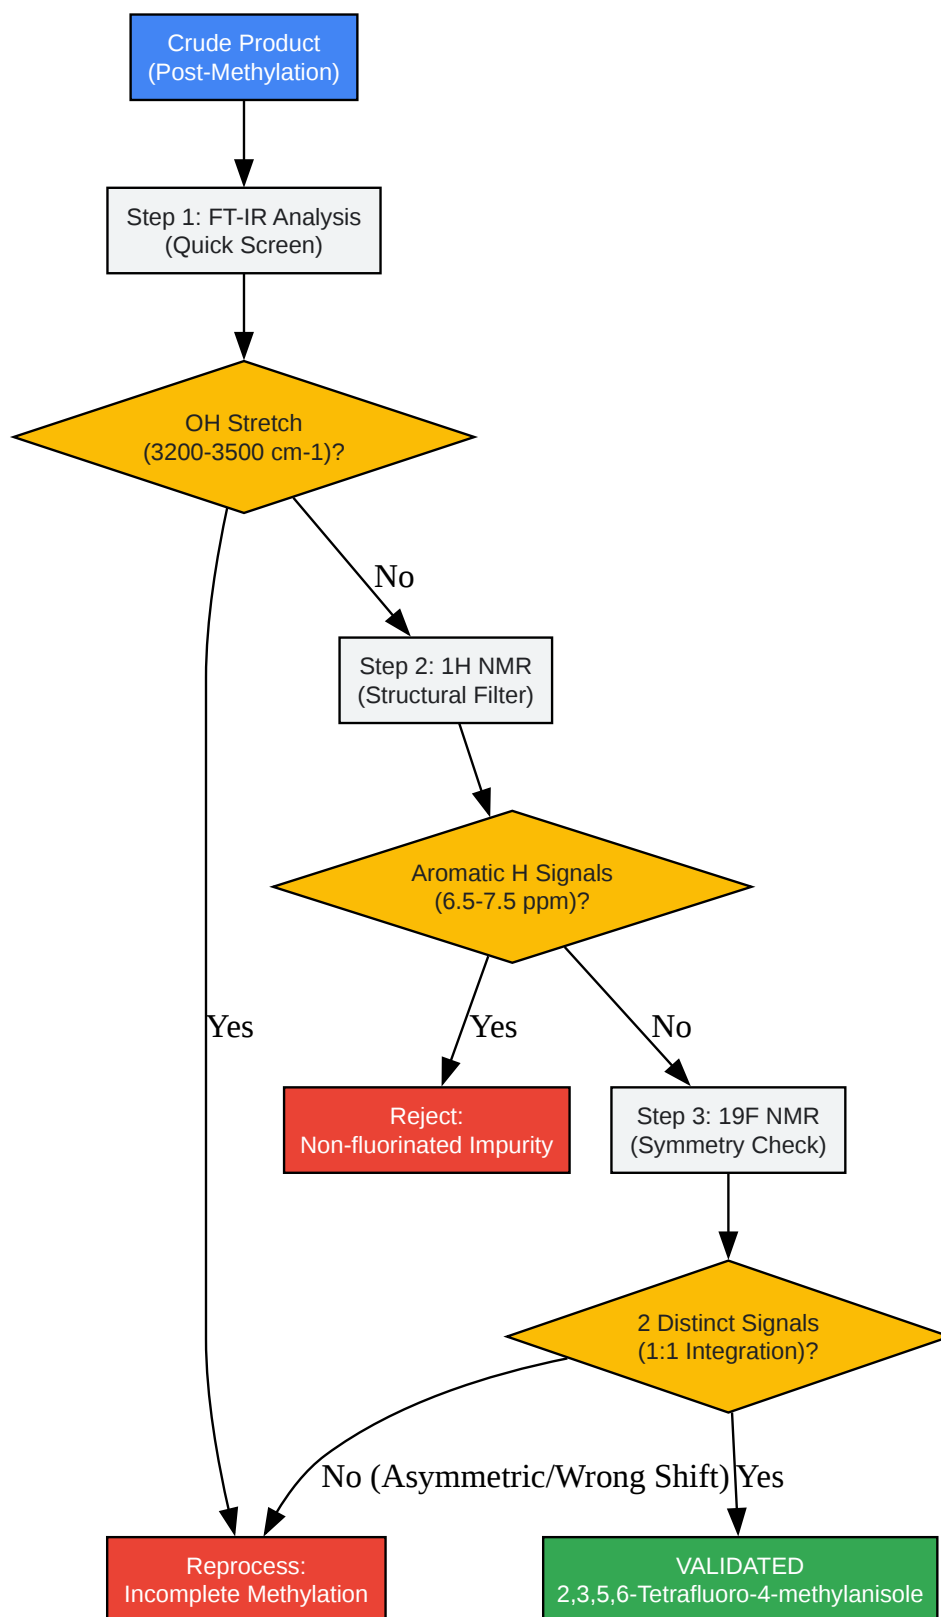 Crude Product
(Post-Methylation)
Step 1: FT-IR Analysis
(Quick Screen)
OH Stretch
(3200-3500 cm-1)?
No
Step 2: 1H NMR
(Structural Filter)
Aromatic H Signals
(6.5-7.5 ppm)?
Yes
Yes
No
Reject:
Non-fluorinated Impurity
Step 3: 19F NMR
(Symmetry Check)
2 Distinct Signals
(1:1 Integration)?
No (Asymmetric/Wrong Shift)
Yes
Reprocess:
Incomplete Methylation
VALIDATED
2,3,5,6-Tetrafluoro-4-methylanisole